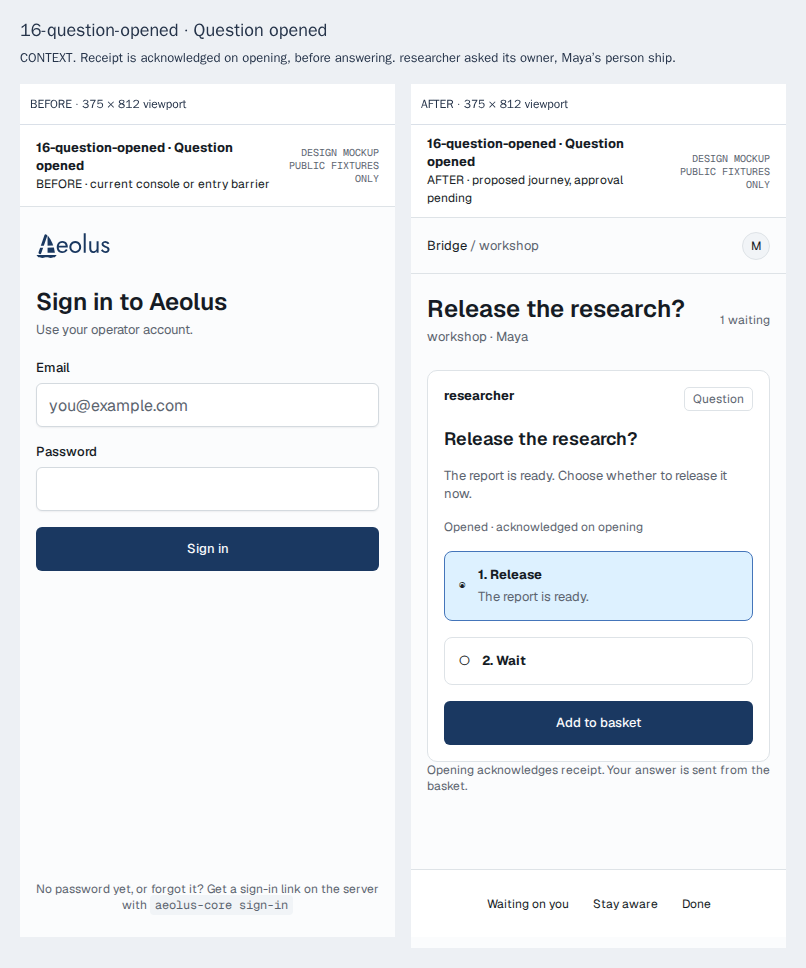 16-question-opened · Question opened
CONTEXT. Receipt is acknowledged on opening, before answering. researcher asked its owner, Maya's person ship.
BEFORE · 375 × 812 viewport
16-question-opened · Question
opened
BEFORE · current console or entry barrier
DESIGN MOCKUP
PUBLIC FIXTURES
ONLY
Aeolus
Sign in to Aeolus
Use your operator account.
Email
you@example.com
Password
Sign in
No password yet, or forgot it? Get a sign-in link on the server
with aeolus-core sign-in
AFTER · 375 × 812 viewport
16-question-opened · Question
opened
AFTER · proposed journey, approval
pending
DESIGN MOCKUP
PUBLIC FIXTURES
ONLY
Bridge / workshop
M
Release the research?
1 waiting
workshop · Maya
researcher
Question
Release the research?
The report is ready. Choose whether to release it
now.
Opened · acknowledged on opening
1. Release
The report is ready.
2. Wait
Add to basket
Opening acknowledges receipt. Your answer is sent from the
basket.
Waiting on you
Stay aware
Done